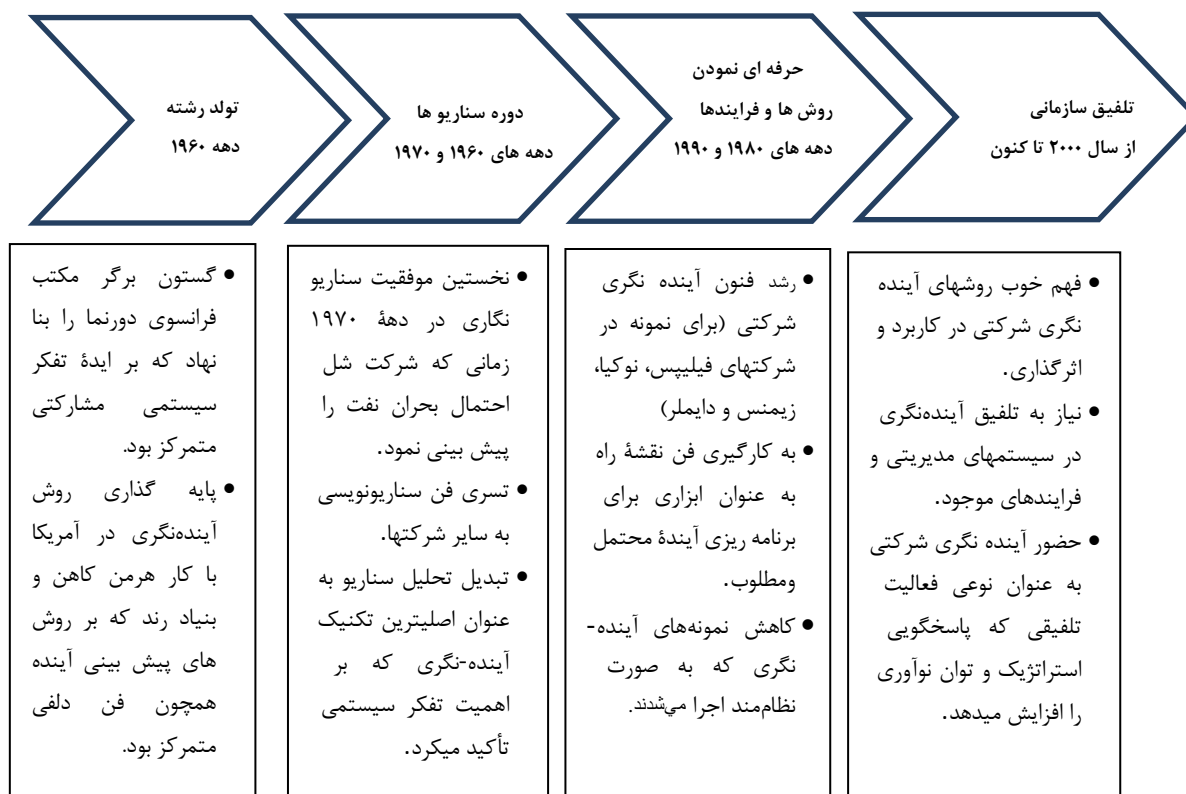 تولد رشته
دهه ۱۹۶۰
دوره سناریو ها
دهه های ۱۹۶۰ و ۱۹۷۰
حرفه ای نمودن
روش ها و فرایندها
دهه های ۱۹۸۰ و ۱۹۹۰
تلفیق سازمانی
از سال ۲۰۰۰ تا کنون
• گستون برگر مکتب
فرانسوی دورنما را بنا
نهاد که بر ایدۀ تفکر
سیستمی مشارکتی
متمرکز بود.
• پایه گذاری روش
آینده‌نگری در آمریکا
با کار هرمن کاهن و
بنیاد رند که بر روش
های پیش بینی آینده
همچون فن دلفی
متمرکز بود.
• نخستین موفقیت سناریو
نگاری در دهۀ ۱۹۷۰
زمانی که شرکت شل
احتمال بحران نفت را
پیش بینی نمود.
• تسری فن سناریونویسی
به سایر شرکتها.
• تبدیل تحلیل سناریو به
عنوان اصلیترین تکنیک
آینده-نگری که بر
اهمیت تفکر سیستمی
تأکید میکرد.
• رشد فنون آینده نگری
شرکتی (برای نمونه در
شرکتهای فیلیپس، نوکیا،
زیمنس و دایملر)
• به کارگیری فن نقشۀ راه
به عنوان ابزاری برای
برنامه ریزی آیندۀ محتمل
ومطلوب.
• کاهش نمونه‌های آینده-
نگری که به صورت
نظام‌مند اجرا می‌شدند.
• فهم خوب روشهای آینده
نگری شرکتی در کاربرد و
اثرگذاری.
• نیاز به تلفیق آینده‌نگری
در سیستمهای مدیریتی و
فرایندهای موجود.
• حضور آینده نگری شرکتی
به عنوان نوعی فعالیت
تلفیقی که پاسخگویی
استراتژیک و توان نوآوری
را افزایش میدهد.